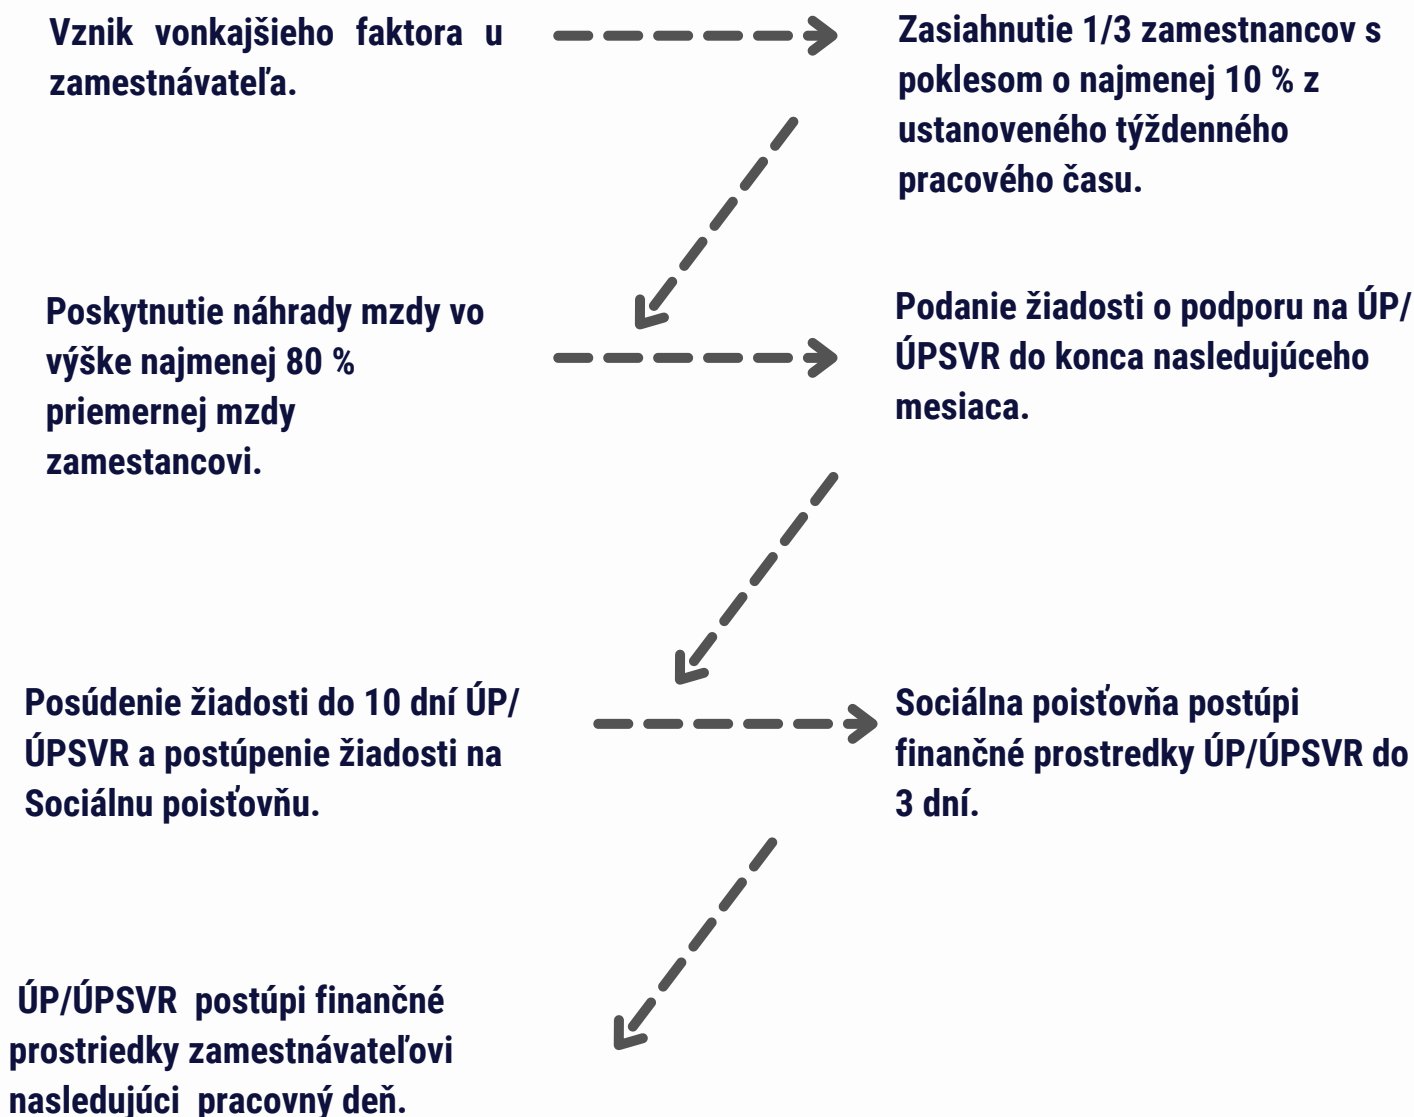 Vznik vonkajšieho faktora u
zamestnávateľa.
Zasiahnutie 1/3 zamestnancov s
poklesom o najmenej 10 % z
ustanoveného týždenného
pracového času.
Poskytnutie náhrady mzdy vo
výške najmenej 80 %
priemernej mzdy
zamestancovi.
Podanie žiadosti o podporu na ÚP/
ÚPSVR do konca nasledujúceho
mesiaca.
Posúdenie žiadosti do 10 dní ÚP/
ÚPSVR a postúpenie žiadosti na
Sociálnu poisťovňu.
Sociálna poisťovňa postúpi
finančné prostredky ÚP/ÚPSVR do
3 dní.
ÚP/ÚPSVR postúpi finančné
prostriedky zamestnávateľovi
nasledujúci pracovný deň.